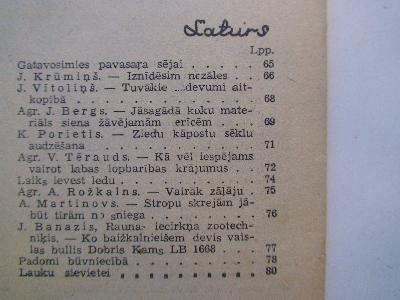 Saturs
Lpp.
Gatavosimies pavasara sējai . . . . 65
J. Krūmiņš. — Iznīdēsim nezāles . 66
J. Vītoliņš. — Tuvākie uzdevumi ait-
kopībā . . . . . . . . . . . 68
Agr. J. Bergs. — Jāsagādā koku mate-
riāls siena žāvējamām ierīcēm . . 69
K. Porietis. — Ziedu kāpostu sēklu
audzēšana . . . . . . . . . . 71
Agr. V. Tērauds. — Kā vēl iespējams
vairot labas lopbarības krājumus . . 72
Laiks ievest ledu . . . . . . . . 74
Agr. A. Rožkalns. — Vairāk zālāju . 75
A. Martinovs. — Stropu skrejām jā-
būt tīrām no sniega . . . . . . 76
J. Banazis, Raunas iecirkņa zootech-
niķis. — Ko baižkalniešiem devis vais-
las bullis Dobris Kams LB 1668 . . 77
Padomi būvniecībā . . . . . . . 78
Lauku sievietei . . . . . . . . 80